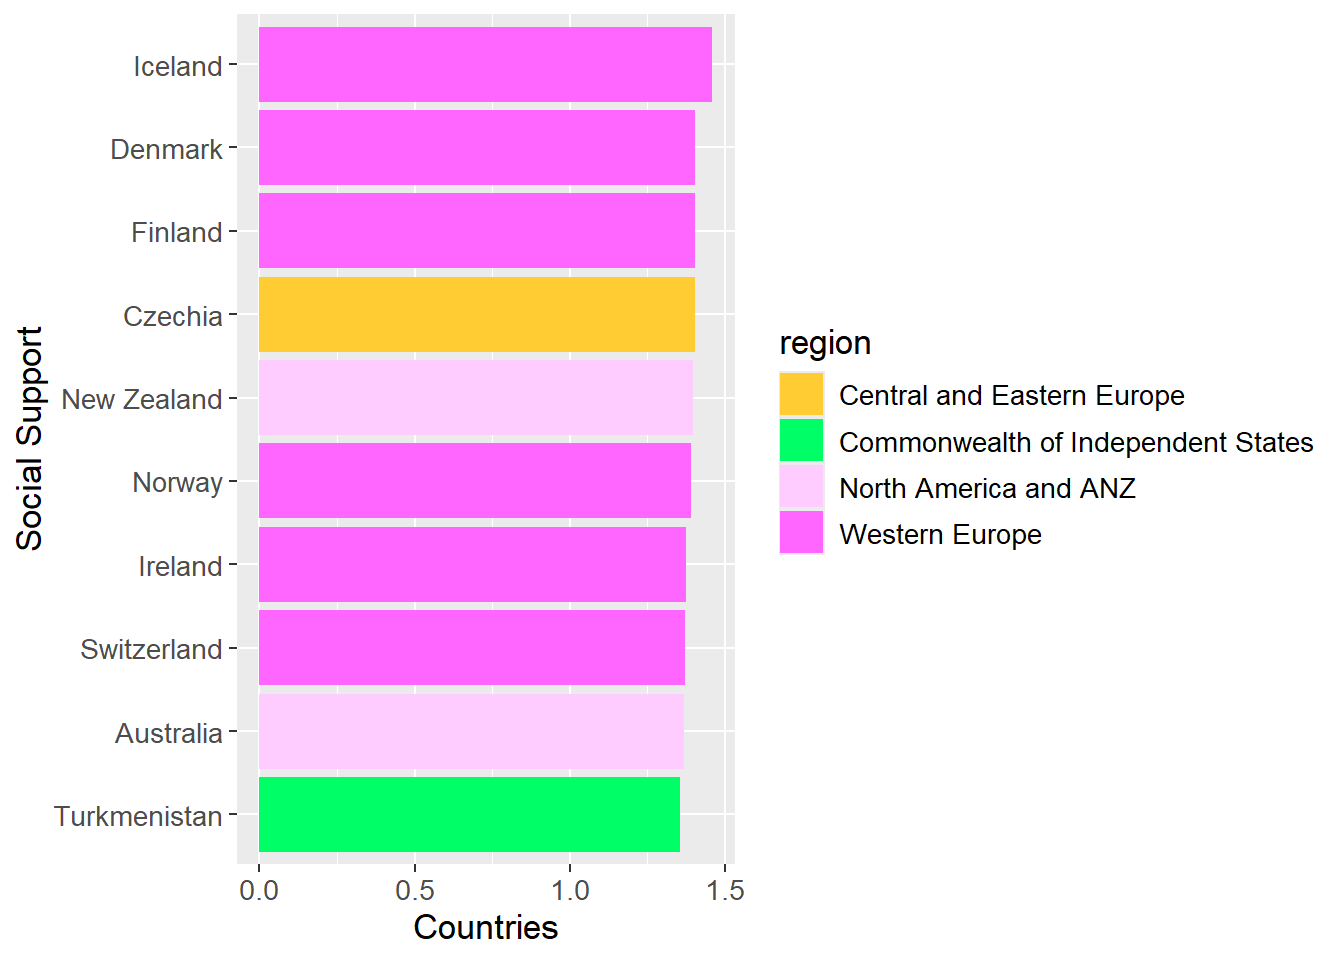 Iceland
Denmark
Finland
Czechia
New Zealand
Norway
Ireland
Switzerland
Australia
Turkmenistan
Social Support
0.0 0.5 1.0 1.5
Countries
region
Central and Eastern Europe
Commonwealth of Independent States
North America and ANZ
Western Europe